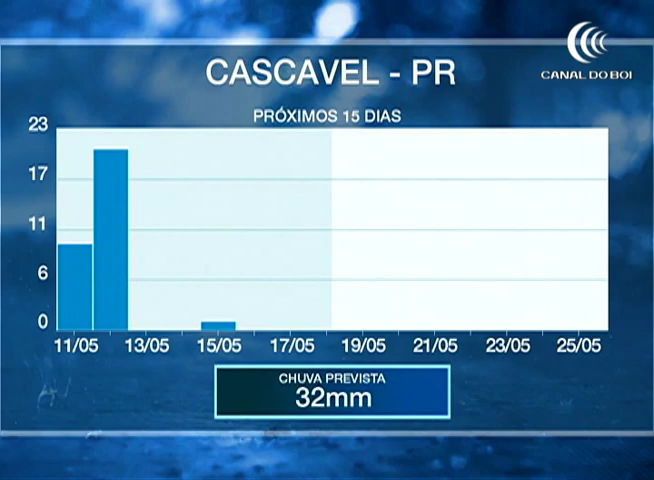 CANAL DO BOI
CASCAVEL - PR
PRÓXIMOS 15 DIAS
23
17
11
6
0
11/05 13/05 15/05 17/05 19/05 21/05 23/05 25/05
CHUVA PREVISTA
32mm